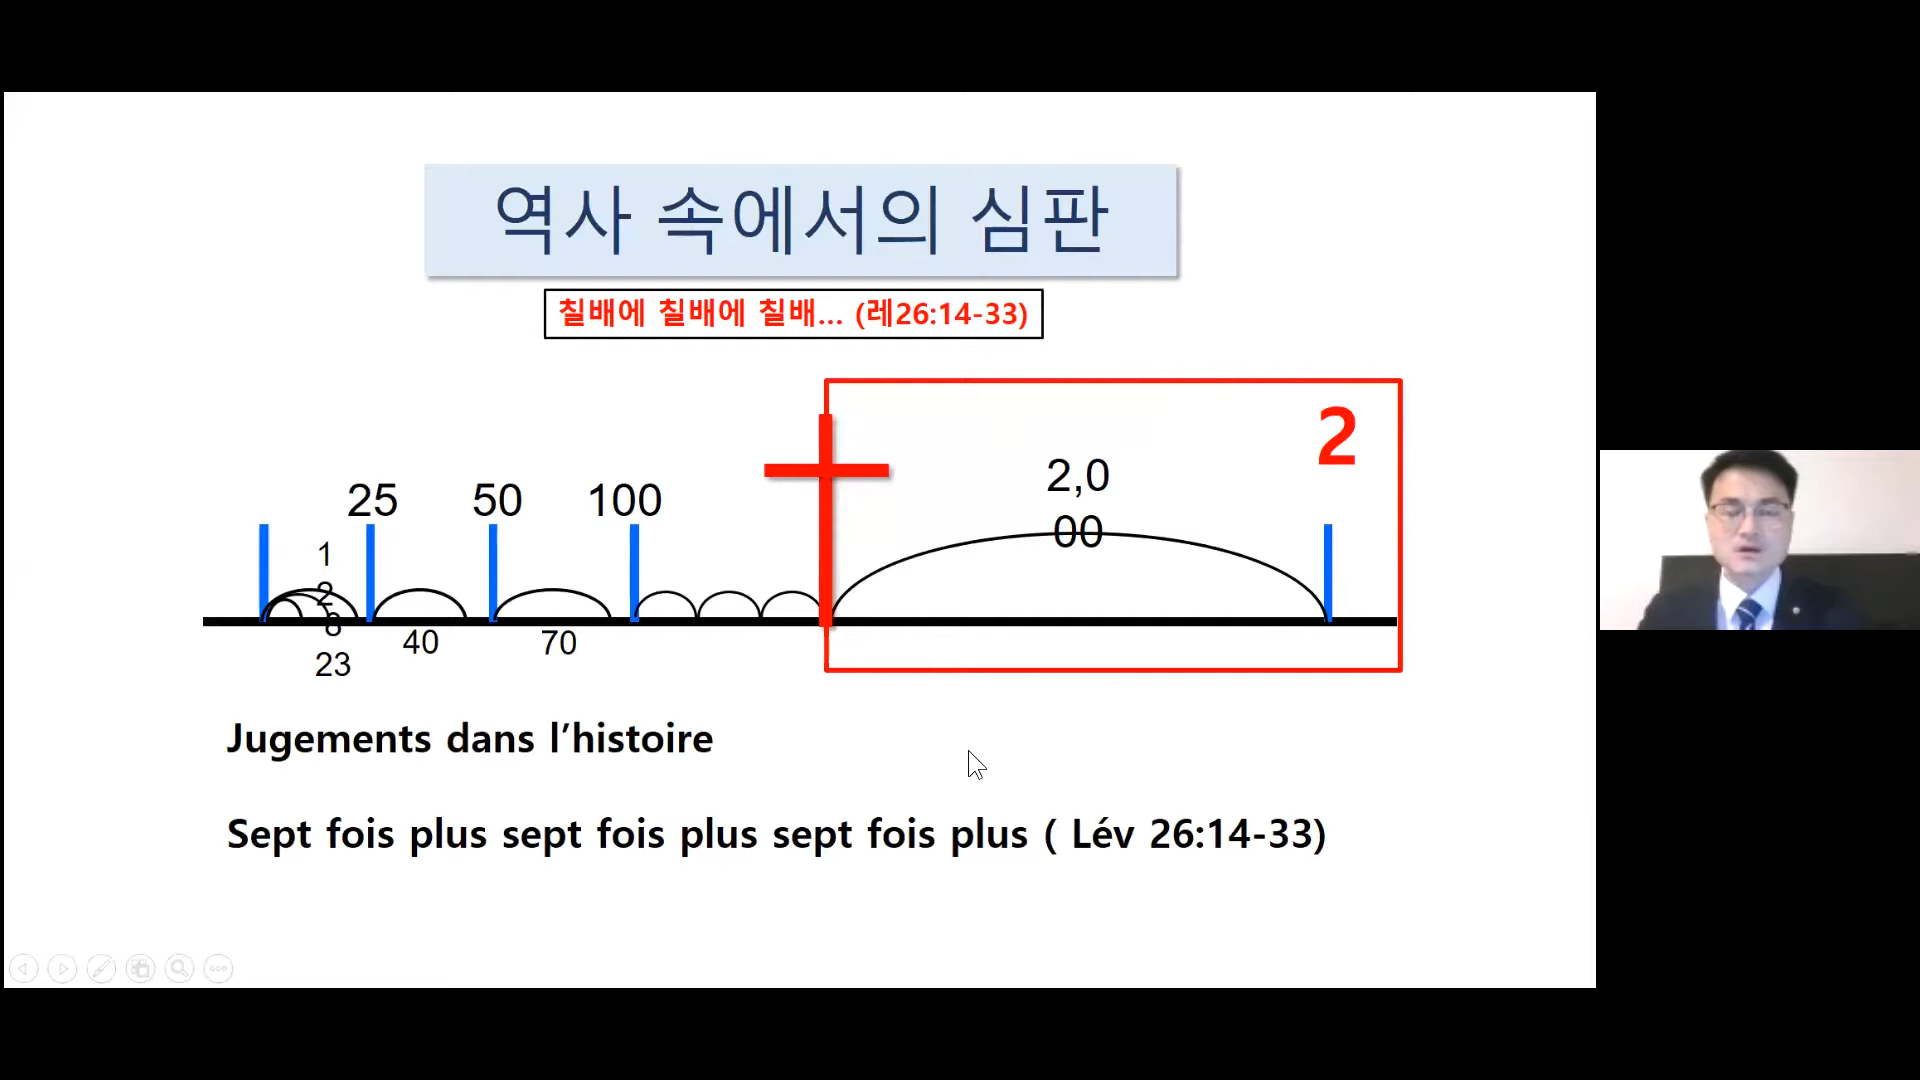 역사 속에서의 심판
칠배에 칠배에 칠배... (레26:14-33)
2
2,0
00
25 50 100
1
2
8
23
40
70
Jugements dans l’histoire
Sept fois plus sept fois plus sept fois plus ( Lév 26:14-33)